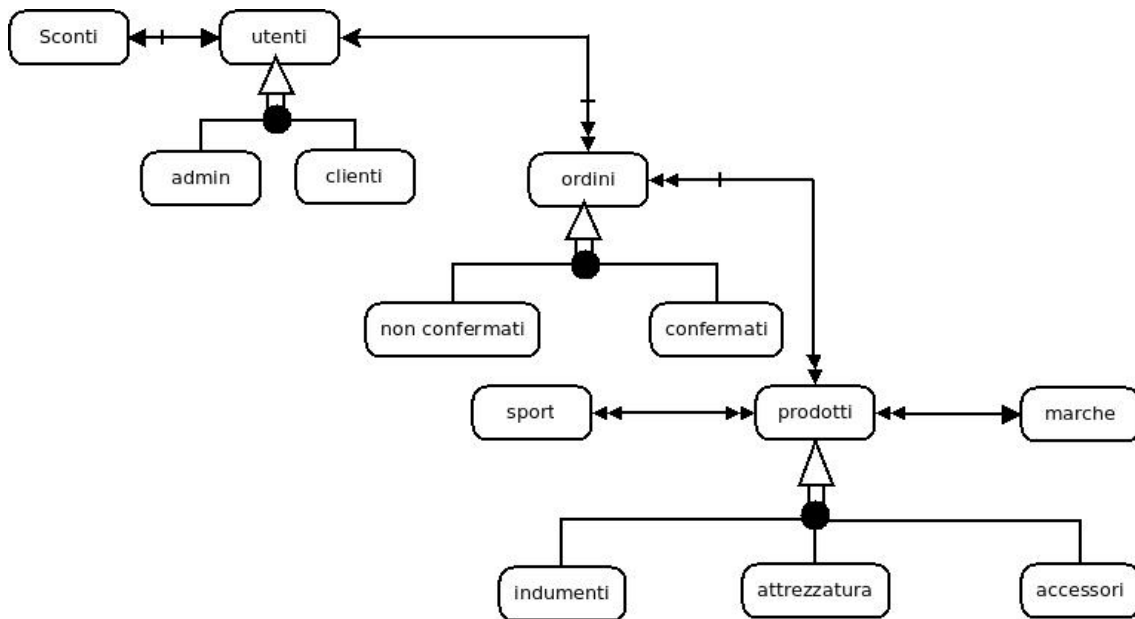 Sconti
utenti
admin
clienti
ordini
non confermati
confermati
sport
prodotti
marche
indumenti
attrezzatura
accessori